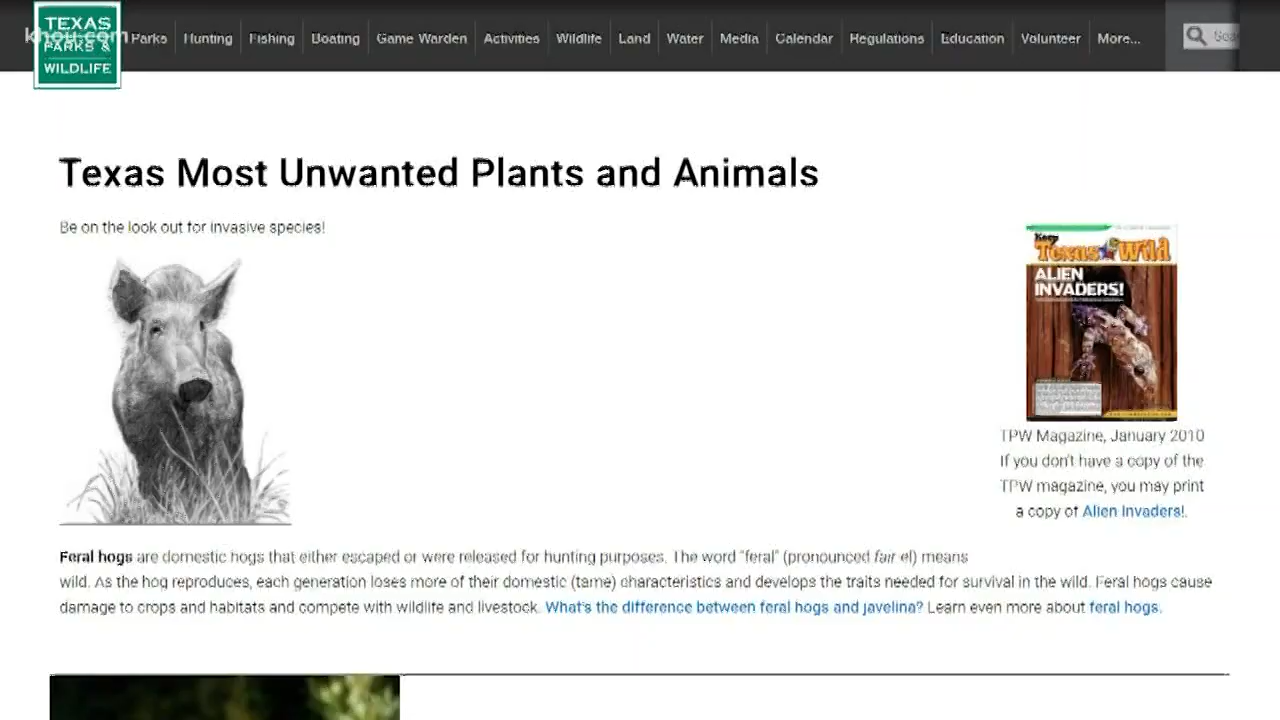 khou.com
TEXAS
PARKS &
WILDLIFE
Parks Hunting Fishing Boating Game Warden Activities Wildlife Land Water Media Calendar Regulations Education Volunteer More...
Texas Most Unwanted Plants and Animals
Be on the look out for invasive species!
Keep
Texas Wild
ALIEN
INVADERS!
TPW Magazine, January 2010
If you don't have a copy of the
TPW magazine, you may print
a copy of Alien Invaders!.
Feral hogs are domestic hogs that either escaped or were released for hunting purposes. The word "feral" (pronounced fair el) means
wild. As the hog reproduces, each generation loses more of their domestic (tame) characteristics and develops the traits needed for survival in the wild. Feral hogs cause
damage to crops and habitats and compete with wildlife and livestock. What's the difference between feral hogs and javelina? Learn even more about feral hogs.